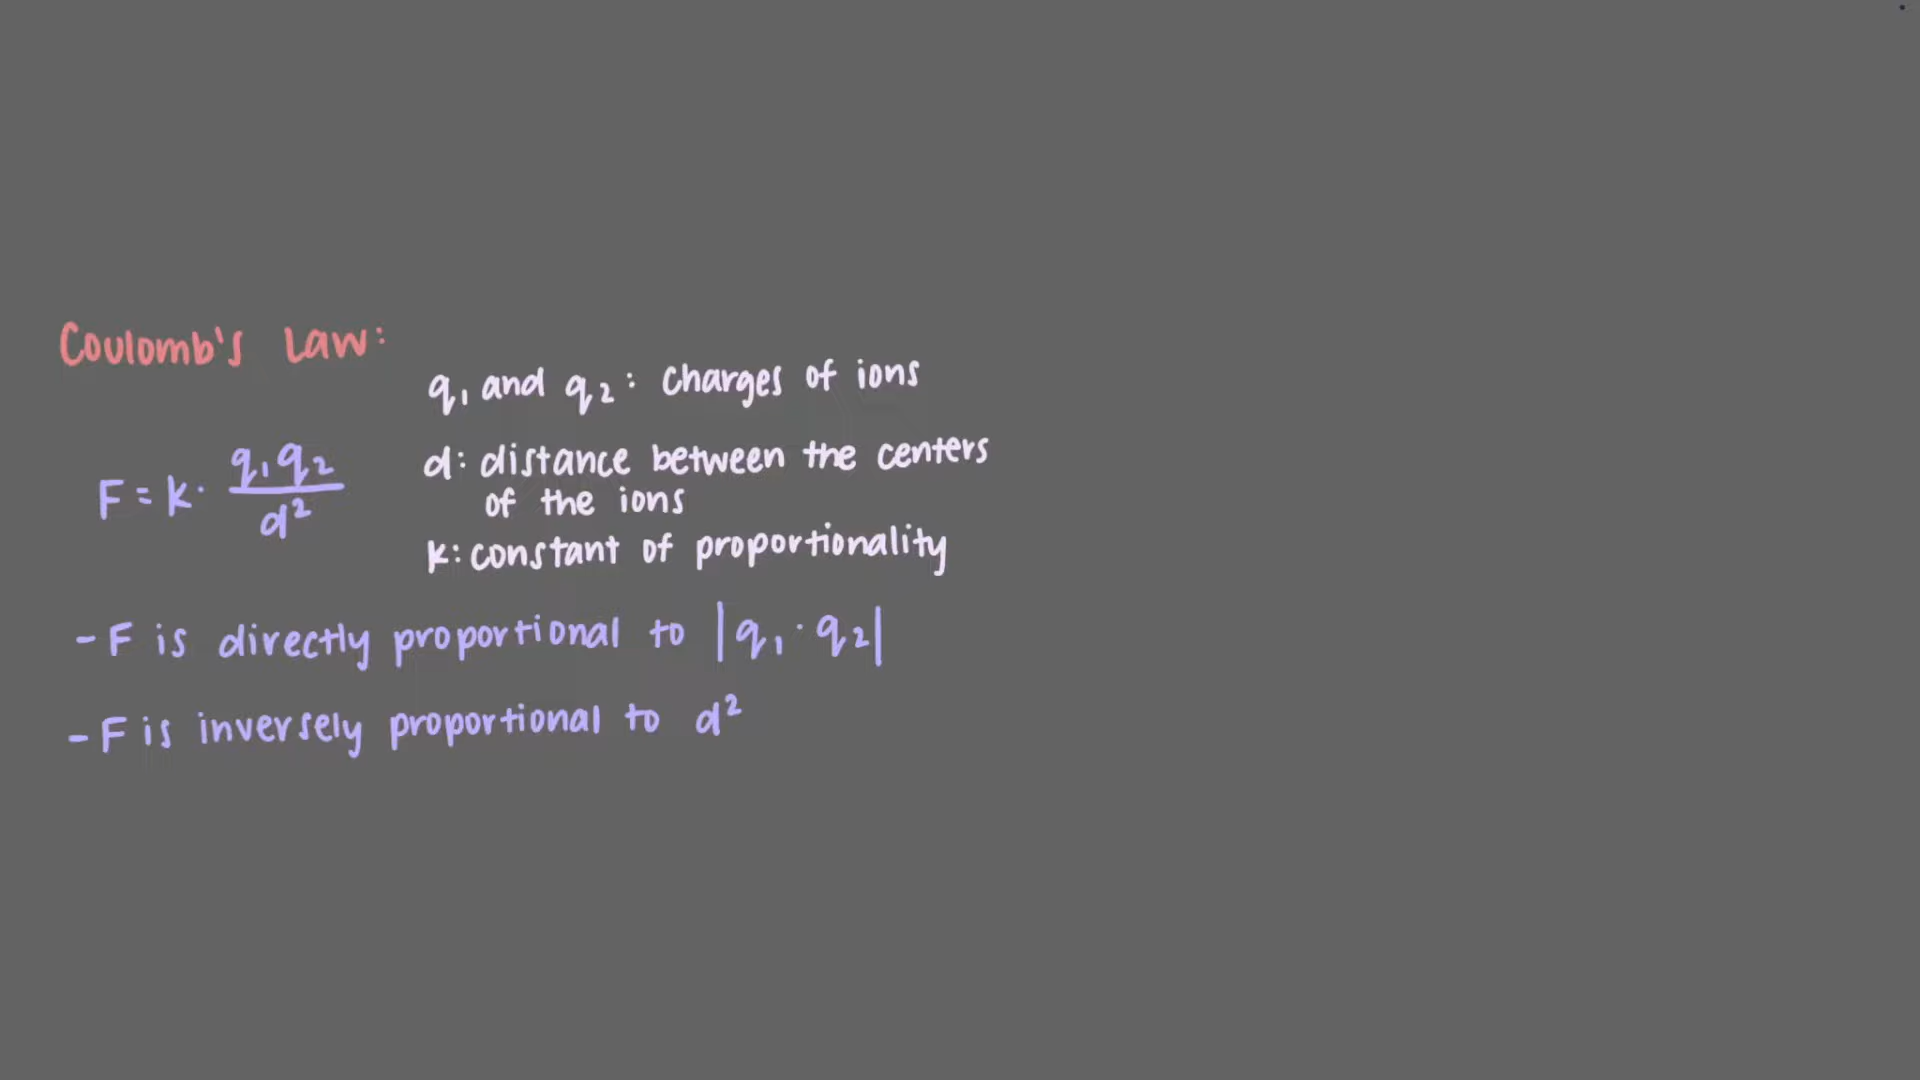 Coulomb's Law:
q₁ and q₂: charges of ions
F = k · q₁q₂/d²
d: distance between the centers
of the ions
k: constant of proportionality
- F is directly proportional to |q₁ · q₂|
- F is inversely proportional to d²